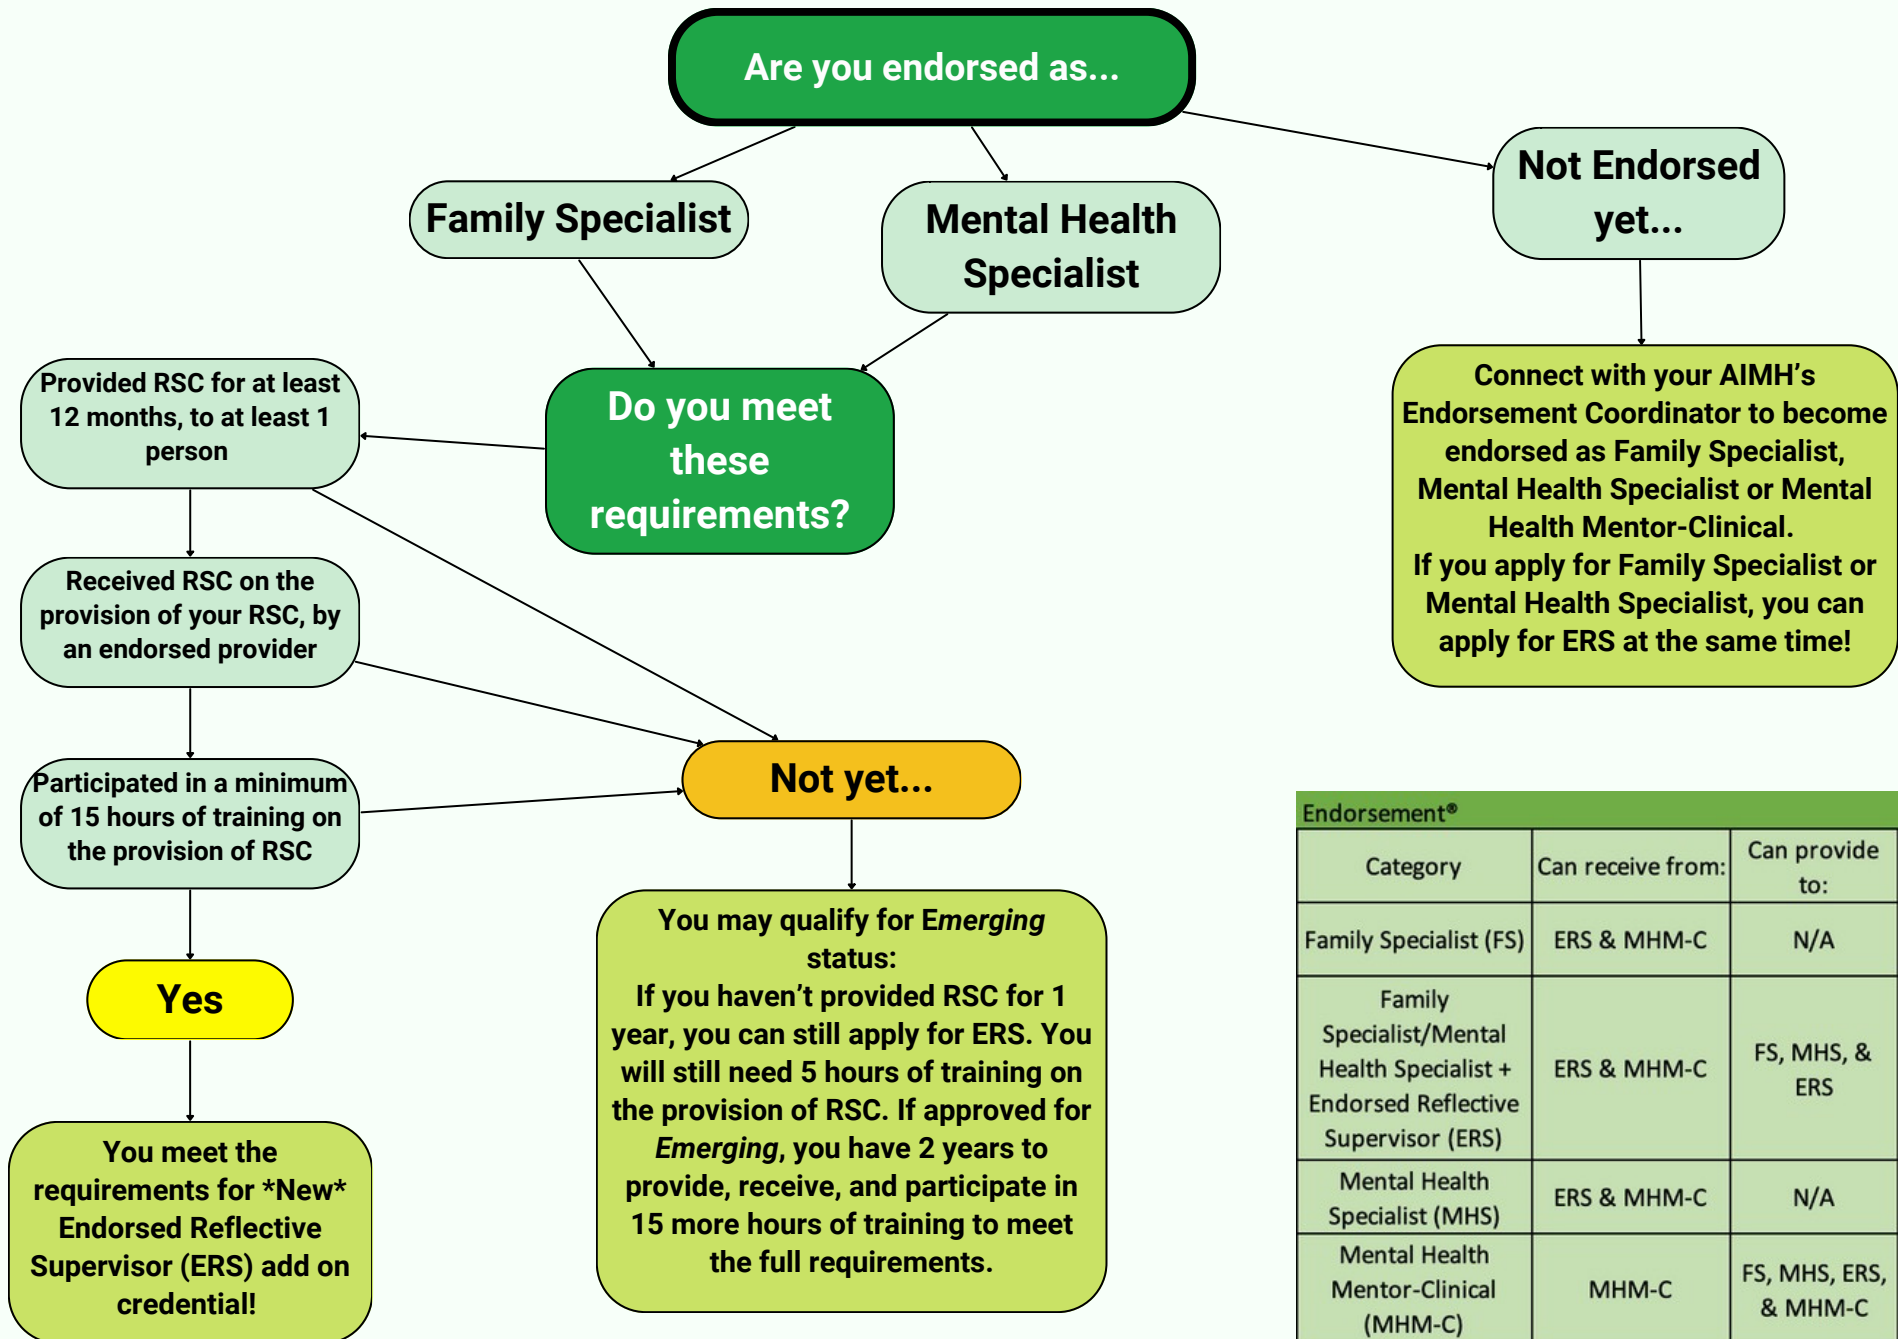 Are you endorsed as...
Family Specialist
Mental Health
Specialist
Not Endorsed
yet...
Do you meet
these
requirements?
Provided RSC for at least
12 months, to at least 1
person
Received RSC on the
provision of your RSC, by
an endorsed provider
Participated in a minimum
of 15 hours of training on
the provision of RSC
Yes
You meet the
requirements for *New*
Endorsed Reflective
Supervisor (ERS) add on
credential!
Not yet...
You may qualify for Emerging
status:
If you haven't provided RSC for 1
year, you can still apply for ERS. You
will still need 5 hours of training on
the provision of RSC. If approved for
Emerging, you have 2 years to
provide, receive, and participate in
15 more hours of training to meet
the full requirements.
Connect with your AIMH's
Endorsement Coordinator to become
endorsed as Family Specialist,
Mental Health Specialist or Mental
Health Mentor-Clinical.
If you apply for Family Specialist or
Mental Health Specialist, you can
apply for ERS at the same time!
Endorsement®
Category
Can receive from:
Can provide
to:
Family Specialist (FS)
ERS & MHM-C
N/A
Family
Specialist/Mental
Health Specialist +
Endorsed Reflective
Supervisor (ERS)
ERS & MHM-C
FS, MHS, &
ERS
Mental Health
Specialist (MHS)
ERS & MHM-C
N/A
Mental Health
Mentor-Clinical
(MHM-C)
MHM-C
FS, MHS, ERS,
& MHM-C